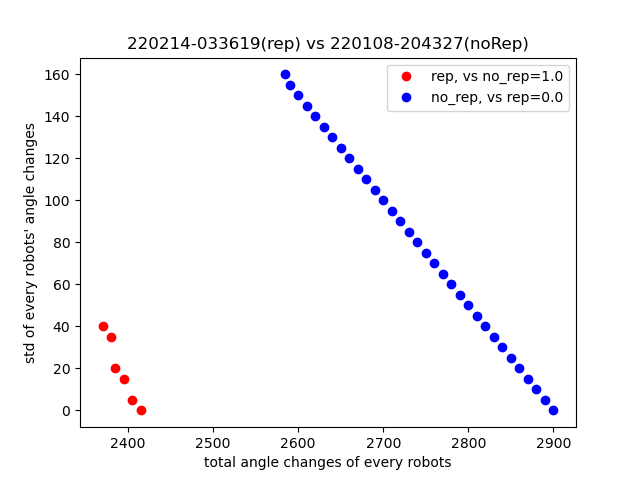 220214-033619(rep) vs 220108-204327(noRep)
rep, vs no_rep=1.0
no_rep, vs rep=0.0
std of every robots' angle changes
160
140
120
100
80
60
40
20
0
2400 2500 2600 2700 2800 2900
total angle changes of every robots